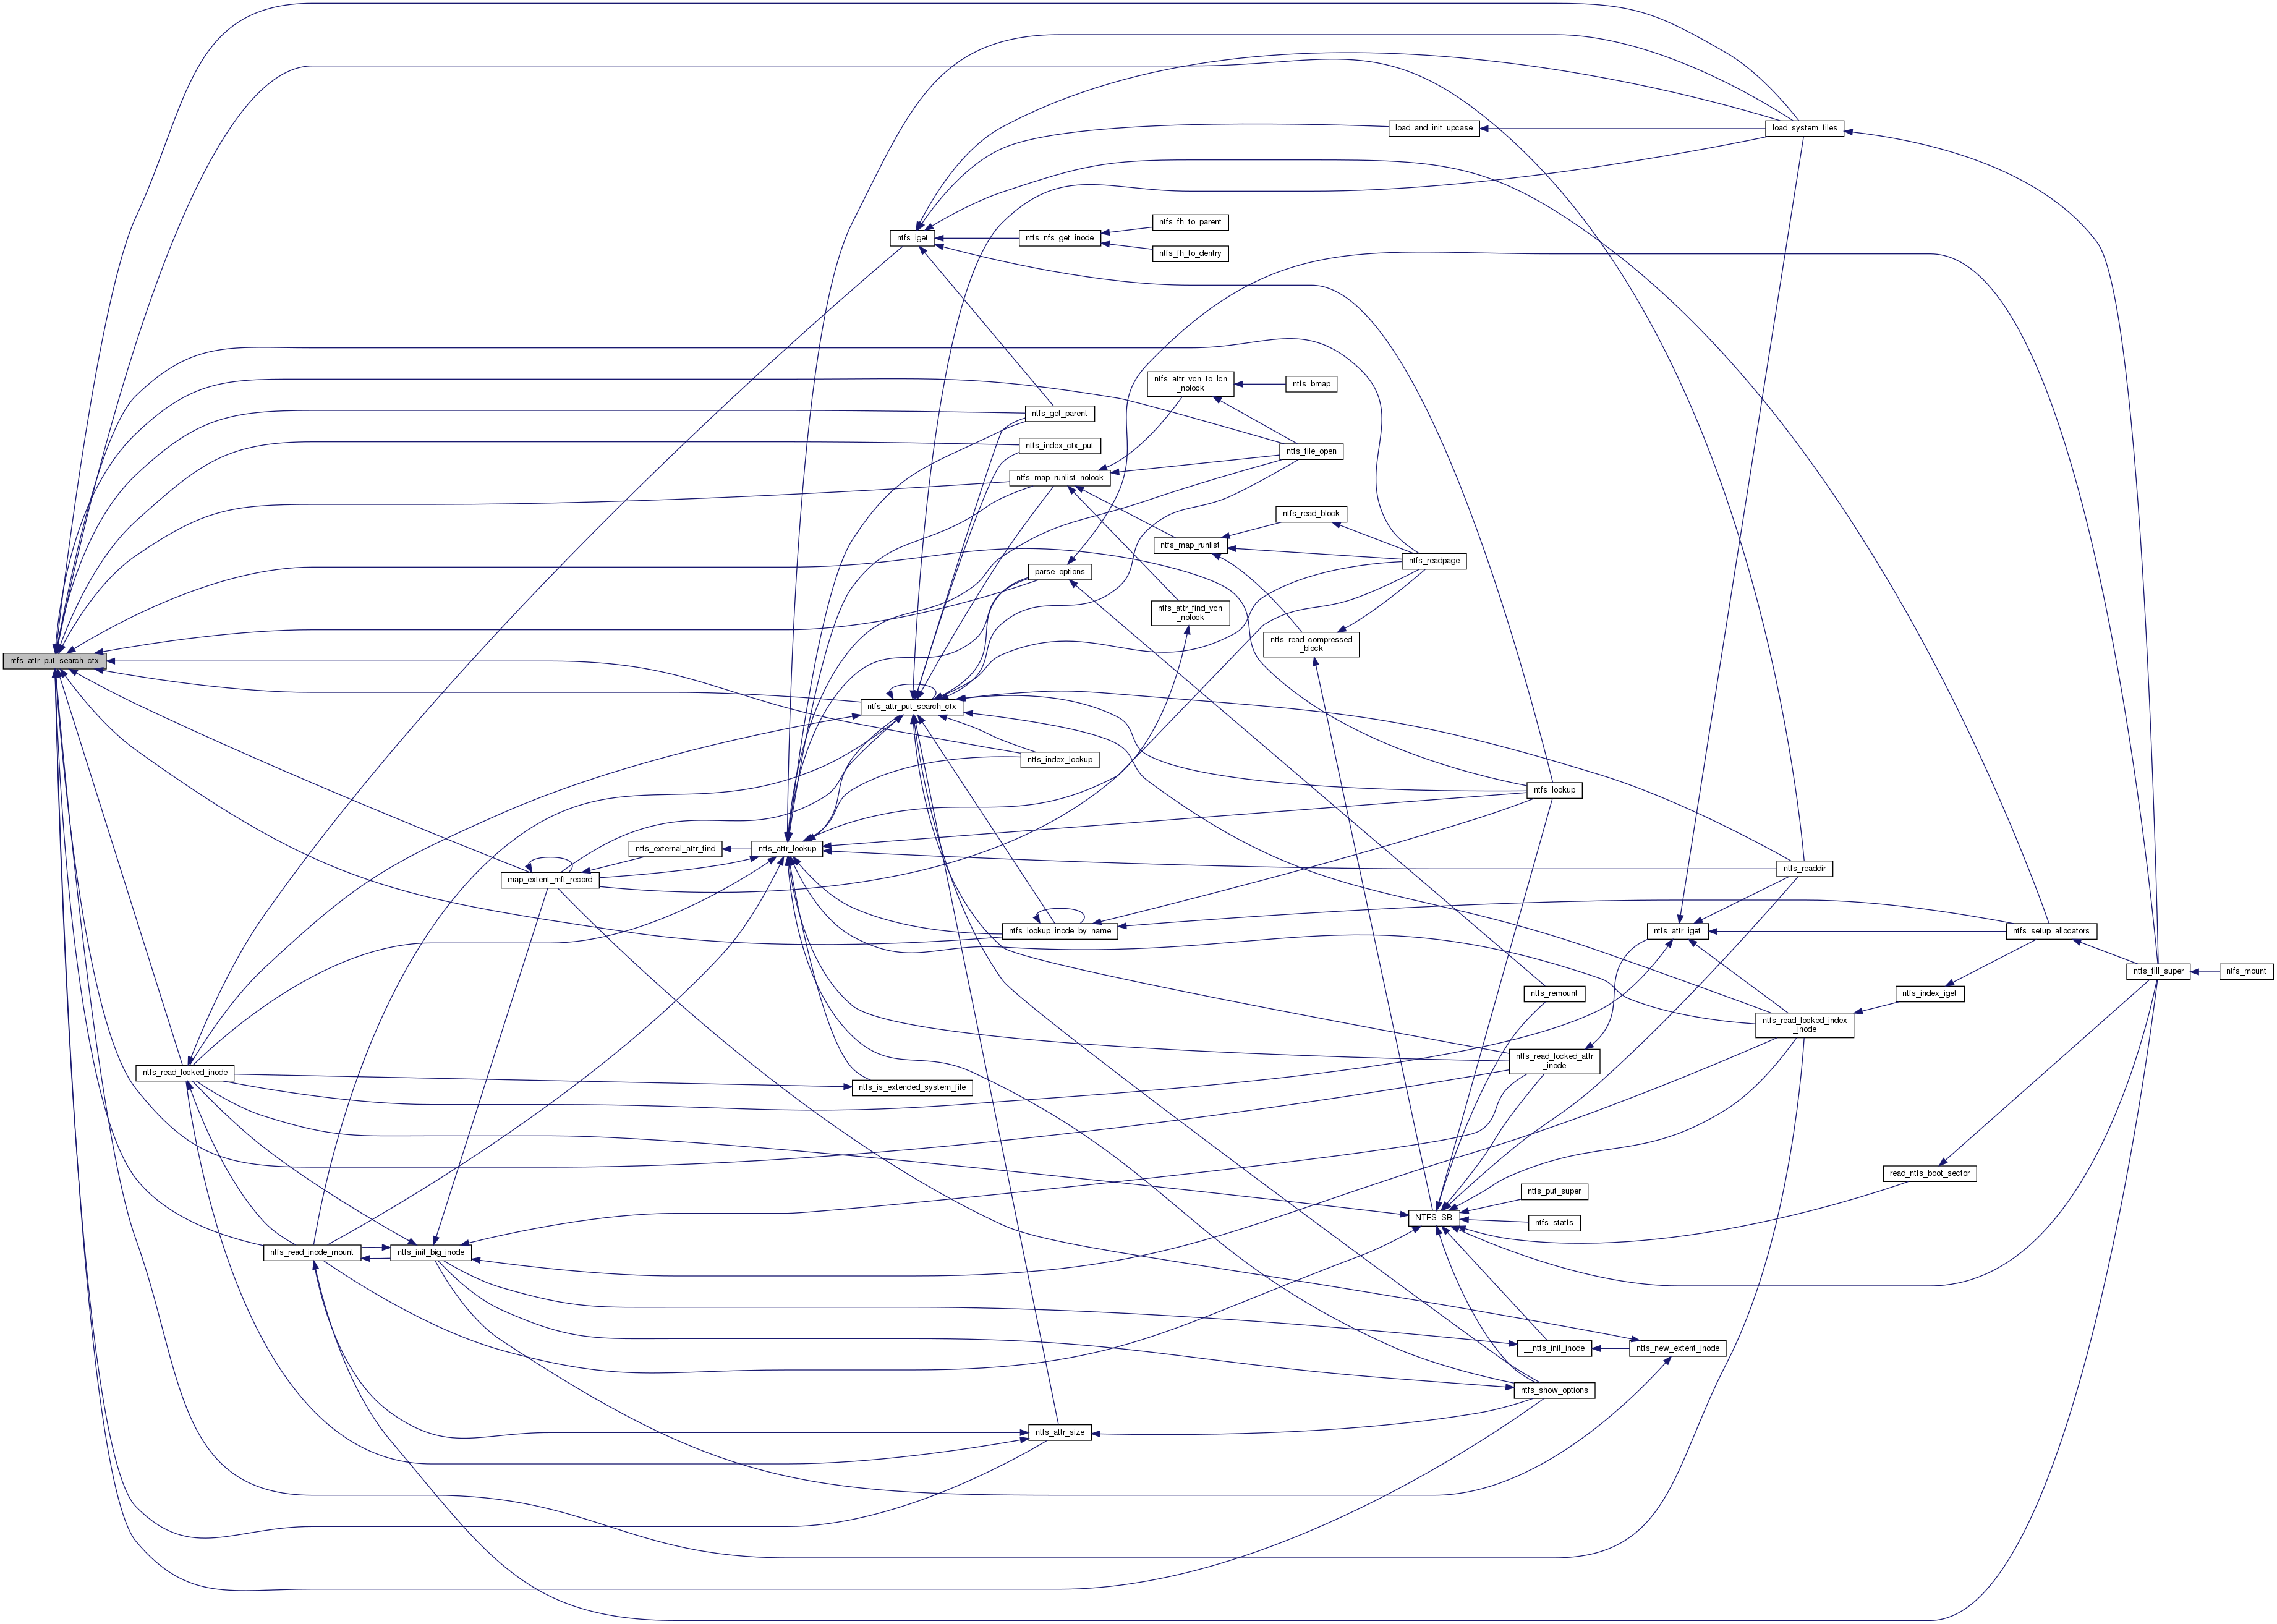 load_and_init_upcase
load_system_files
ntfs_fh_to_parent
ntfs_iget
ntfs_nfs_get_inode
ntfs_fh_to_dentry
ntfs_attr_vcn_to_lcn
_nolock
ntfs_bmap
ntfs_get_parent
ntfs_index_ctx_put
ntfs_file_open
ntfs_map_runlist_nolock
ntfs_read_block
ntfs_map_runlist
ntfs_readpage
parse_options
ntfs_attr_find_vcn
_nolock
ntfs_read_compressed
_block
ntfs_attr_put_search_ctx
ntfs_attr_put_search_ctx
ntfs_index_lookup
ntfs_lookup
ntfs_external_attr_find
ntfs_attr_lookup
ntfs_readdir
map_extent_mft_record
ntfs_lookup_inode_by_name
ntfs_attr_iget
ntfs_setup_allocators
ntfs_fill_super
ntfs_mount
ntfs_remount
ntfs_index_iget
ntfs_read_locked_index
_inode
ntfs_read_locked_attr
_inode
ntfs_read_locked_inode
ntfs_is_extended_system_file
read_ntfs_boot_sector
ntfs_put_super
NTFS_SB
ntfs_statfs
ntfs_read_inode_mount
ntfs_init_big_inode
__ntfs_init_inode
ntfs_new_extent_inode
ntfs_show_options
ntfs_attr_size